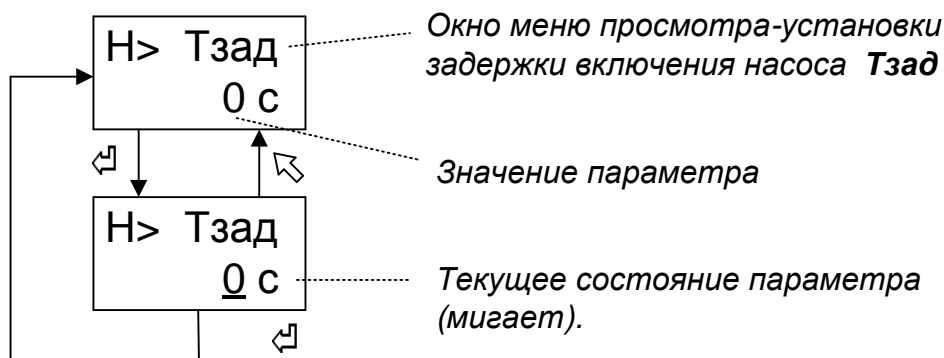 Н> Тзад
0 с
Окно меню просмотра-установки
задержки включения насоса Тзад
Значение параметра
Н> Тзад
0 с
Текущее состояние параметра
(мигает).